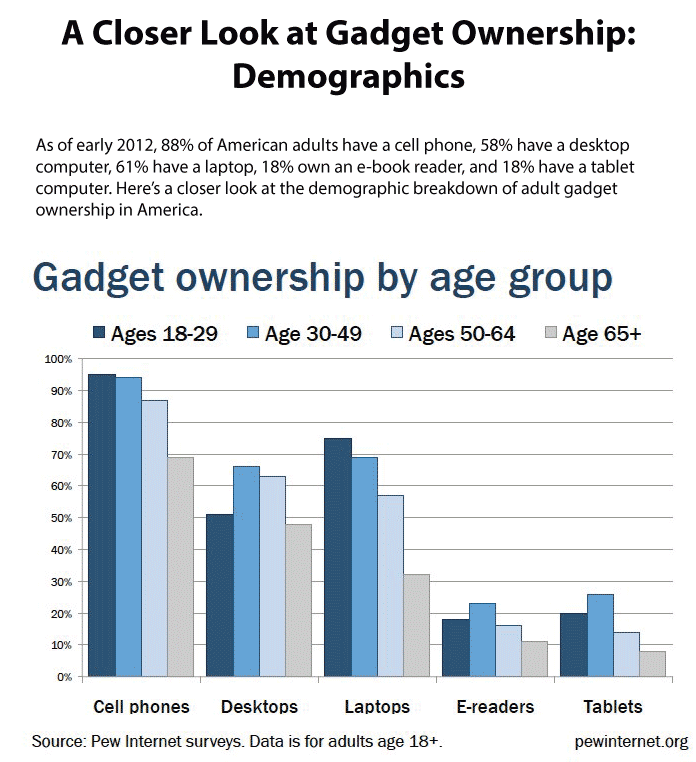 A Closer Look at Gadget Ownership:
Demographics
As of early 2012, 88% of American adults have a cell phone, 58% have a desktop
computer, 61% have a laptop, 18% own an e-book reader, and 18% have a tablet
computer. Here’s a closer look at the demographic breakdown of adult gadget
ownership in America.
Gadget ownership by age group
Ages 18-29 Age 30-49 Ages 50-64 Age 65+
100%
90%
80%
70%
60%
50%
40%
30%
20%
10%
0%
Cell phones Desktops Laptops E-readers Tablets
Source: Pew Internet surveys. Data is for adults age 18+. pewinternet.org